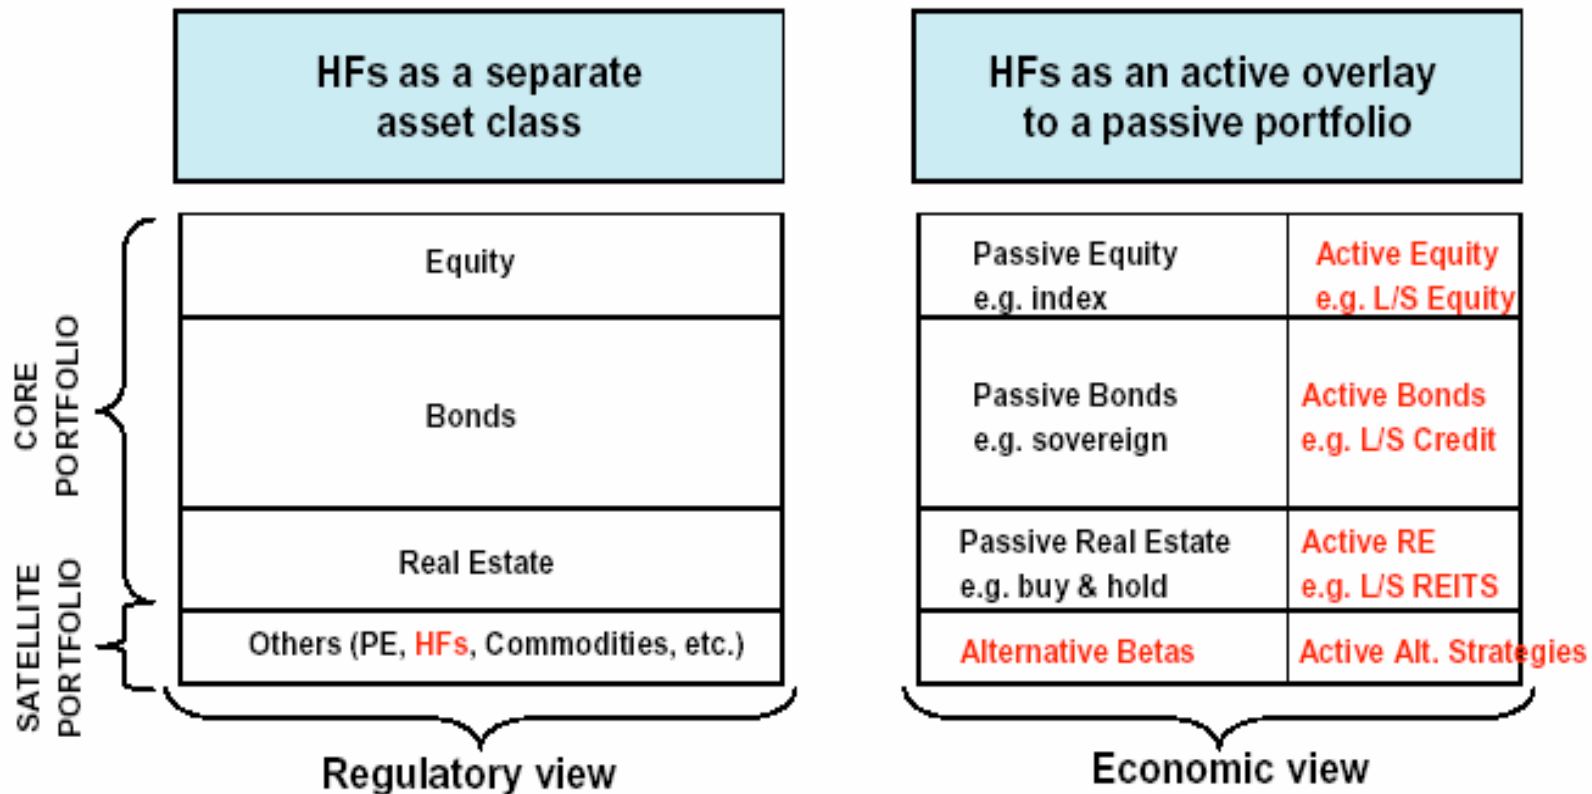 HFs as a separate
asset class
HFs as an active overlay
to a passive portfolio
CORE
PORTFOLIO
SATELLITE
PORTFOLIO
Equity
Bonds
Real Estate
Others (PE, HFs, Commodities, etc.)
Regulatory view
Passive Equity
e.g. index
Active Equity
e.g. L/S Equity
Passive Bonds
e.g. sovereign
Active Bonds
e.g. L/S Credit
Passive Real Estate
e.g. buy & hold
Active RE
e.g. L/S REITS
Alternative Betas
Active Alt. Strategies
Economic view